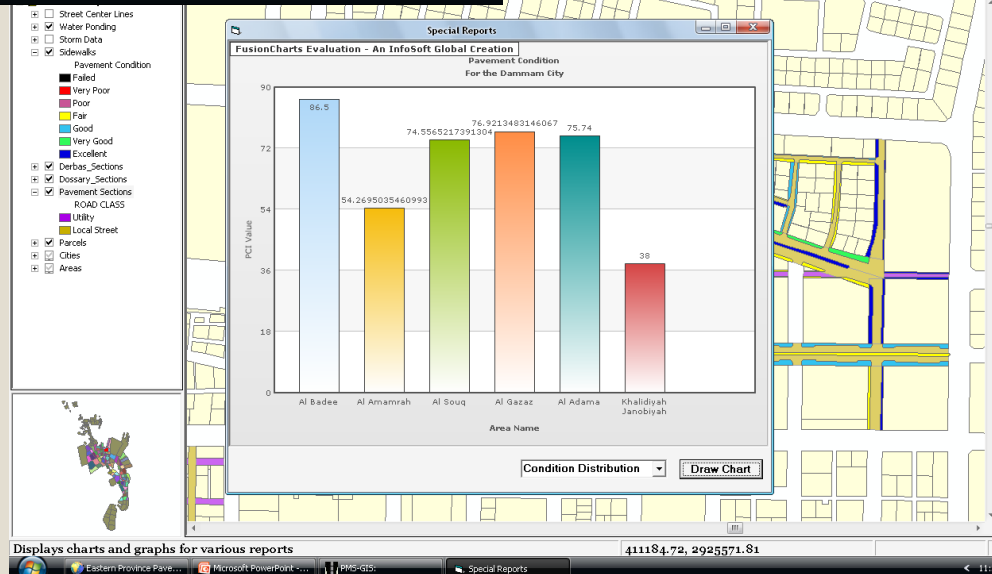 Street Center Lines
Water Ponding
Storm Data
Sidewalks
Pavement Condition
Failed
Very Poor
Poor
Fair
Good
Very Good
Excellent
Derbas_Sections
Dossary_Sections
Pavement Sections
ROAD CLASS
Utility
Local Street
Parcels
Cities
Areas
Special Reports
FusionCharts Evaluation - An InfoSoft Global Creation
Pavement Condition
For the Dammam City
PCI Value
90
72
54
36
18
0
86.5
54.2695035460993
74.5565217391304
76.9213483146067
75.74
38
Al Badee
Al Amamrah
Al Souq
Al Gazaz
Al Adama
Khalidiyah
Janobiyah
Area Name
Condition Distribution
Draw Chart
Displays charts and graphs for various reports
411184.72, 2925571.81
Eastern Province Pave...
Microsoft PowerPoint -...
PMS-GIS:
Special Reports